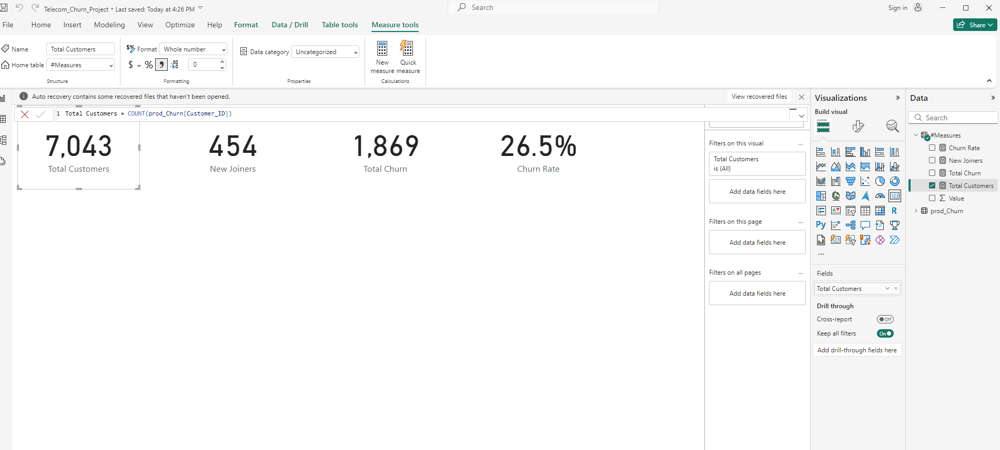 Telecom_Churn_Project • Last saved: Today at 4:26 PM
Search
Sign in
File Home Insert Modeling View Optimize Help Format Data / Drill Table tools Measure tools
Share
Name Total Customers
Home table #Measures
Structure
$% Format Whole number
$ % 9 .00 0
Formatting
Data category Uncategorized
Properties
New measure
Quick measure
Calculations
Auto recovery contains some recovered files that haven't been opened.
View recovered files
1 Total Customers = COUNT(prod_Churn[Customer_ID])
7,043
Total Customers
454
New Joiners
1,869
Total Churn
26.5%
Churn Rate
Filters on this visual ...
Total Customers
is (All)
Add data fields here
Filters on this page ...
Add data fields here
Filters on all pages ...
Add data fields here
Visualizations
Build visual
123
R
Py
123
...
Fields
Total Customers
Drill through
Cross-report Off
Keep all filters On
Add drill-through fields here
Data
Search
#Measures
Churn Rate
New Joiners
Total Churn
Total Customers
Σ Value
prod_Churn